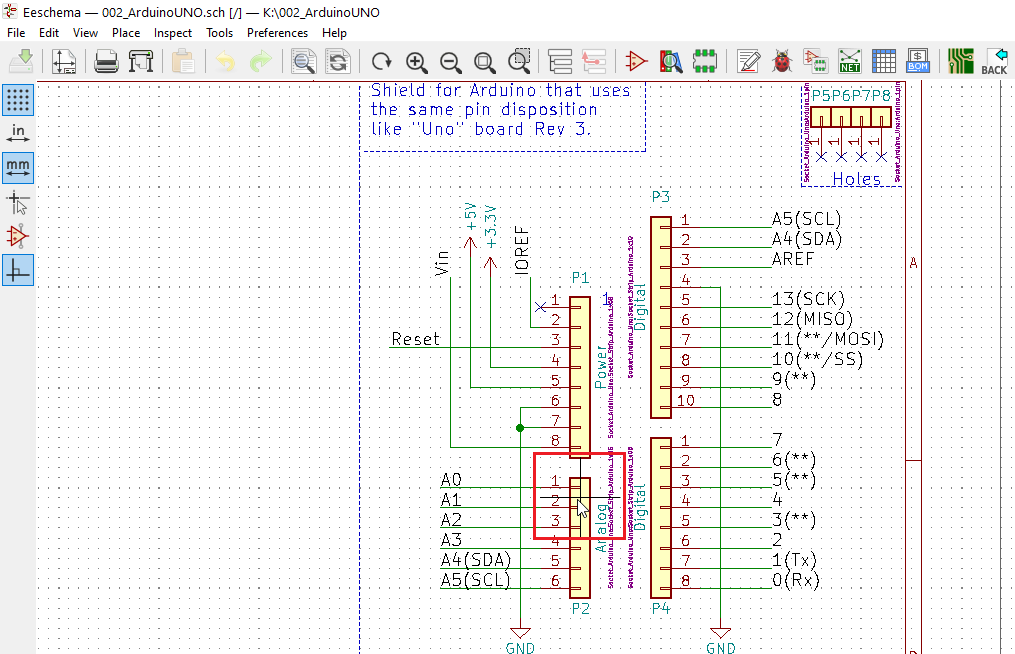 Eeschema — 002_ArduinoUNO.sch [/] — K:\002_ArduinoUNO
File Edit View Place Inspect Tools Preferences Help
NET
$
BOM
BACK
in
mm
Shield for Arduino that uses
the same pin disposition
like "Uno" board Rev 3.
P5P6P7P8
1 1 1 1
Holes
A
Vin
+5V
+3.3V
IOREF
Reset
P1
1
1
2
3
4
5
6
7
8
Power
A0 1
A1 2
A2 3
A3 4
A4(SDA) 5
A5(SCL) 6
Analog
P2
GND
P3
Digital
1 A5(SCL)
2 A4(SDA)
3 AREF
4
5 13(SCK)
6 12(MISO)
7 11(**/MOSI)
8 10(**/SS)
9 9(**)
10 8
Digital
1 7
2 6(**)
3 5(**)
4 4
5 3(**)
6 2
7 1(Tx)
8 0(Rx)
P4
GND